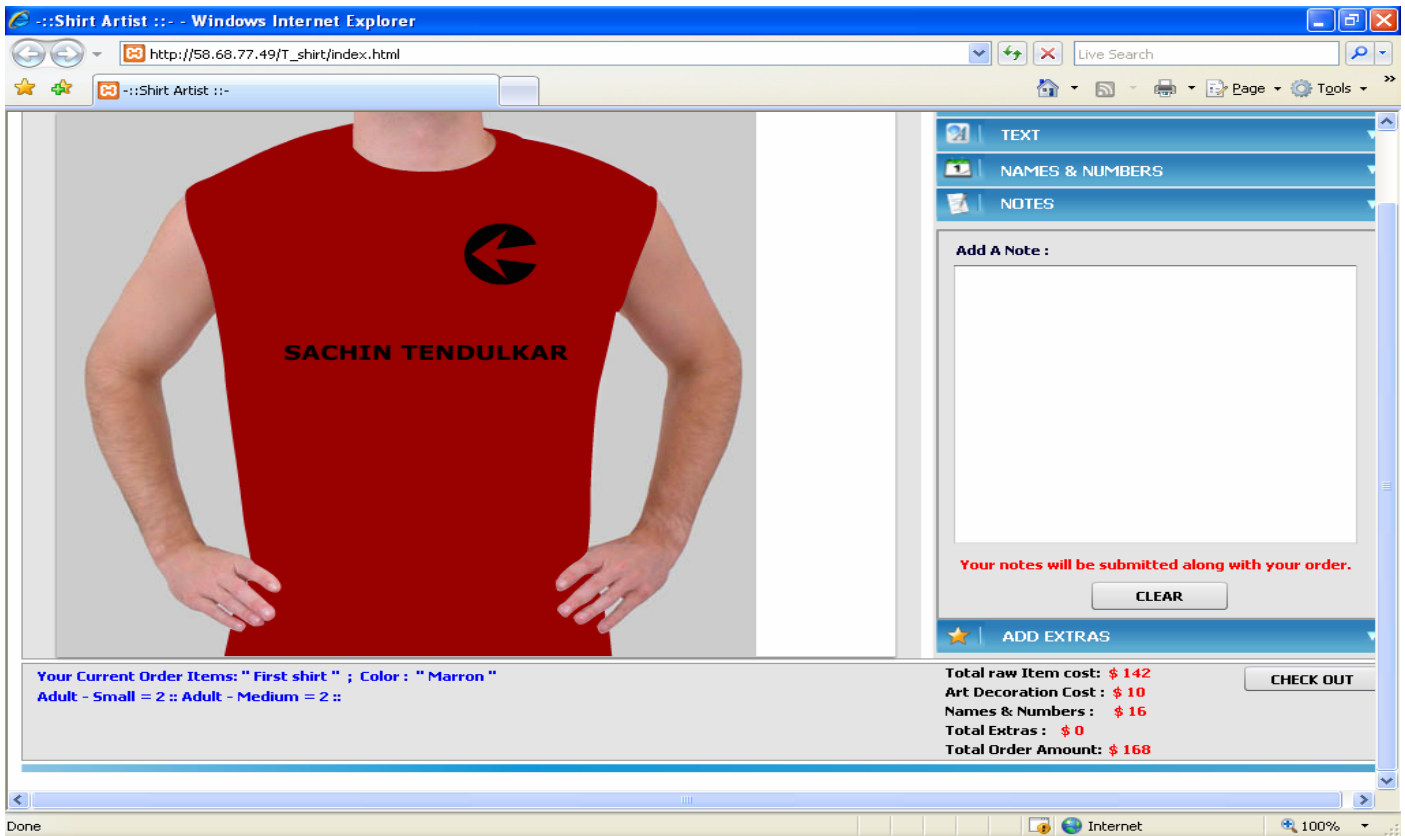 -::Shirt Artist ::- - Windows Internet Explorer
http://58.68.77.49/T_shirt/index.html
Live Search
-::Shirt Artist ::-
Page
Tools
TEXT
NAMES & NUMBERS
NOTES
Add A Note :
SACHIN TENDULKAR
Your notes will be submitted along with your order.
CLEAR
ADD EXTRAS
Your Current Order Items: " First shirt " ; Color : " Marron "
Adult - Small = 2 :: Adult - Medium = 2 ::
Total raw Item cost: $ 142
CHECK OUT
Art Decoration Cost : $ 10
Names & Numbers : $ 16
Total Extras : $ 0
Total Order Amount: $ 168
Done
Internet
100%